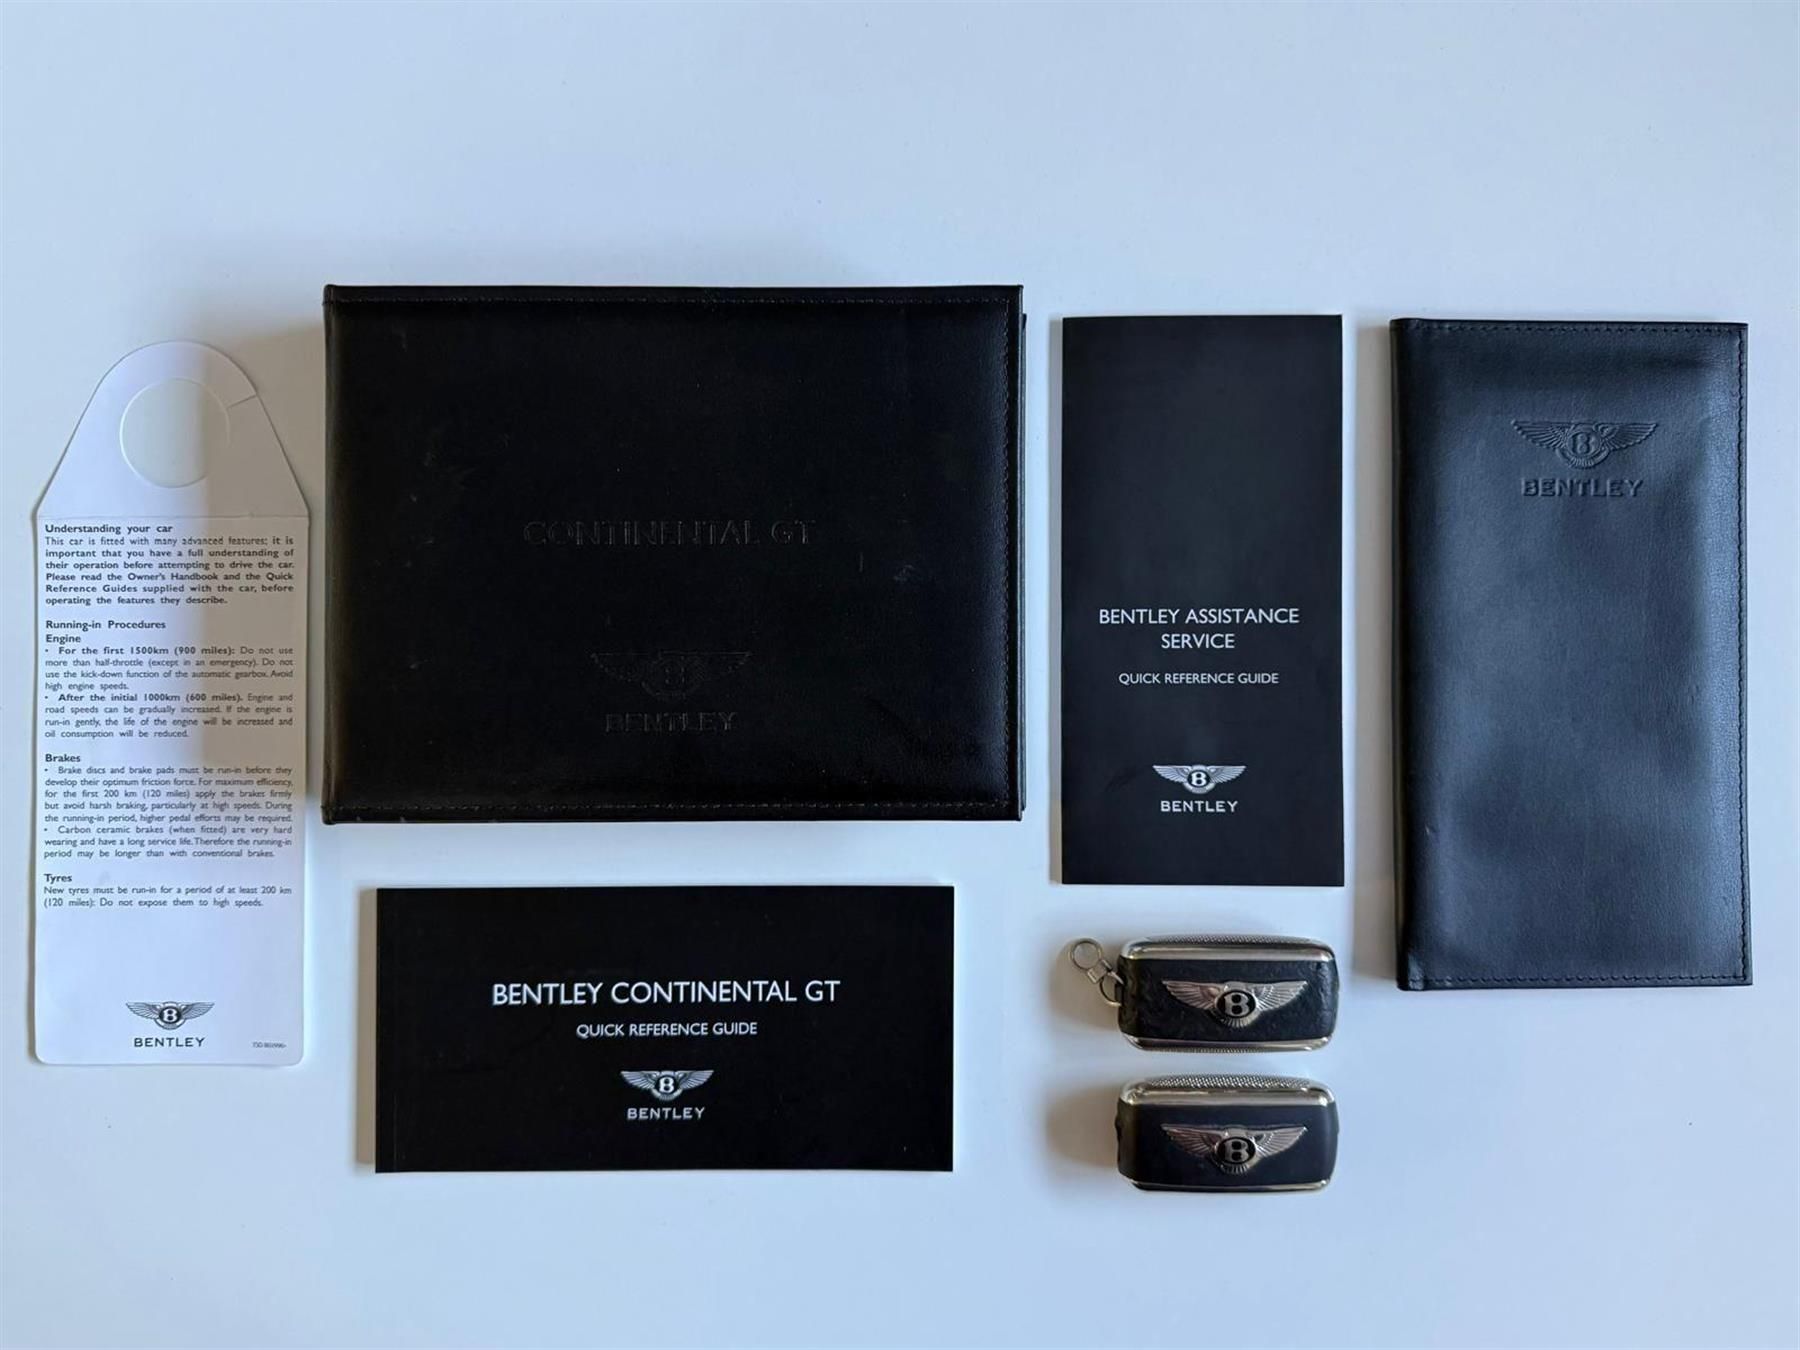 Understanding your car
This car is fitted with many advanced features; it is
important that you have a full understanding of
their operation before attempting to drive the car.
Please read the Owner's Handbook and the Quick
Reference Guides supplied with the car, before
operating the features they describe.
Running-in Procedures
Engine
• For the first 1500km (900 miles): Do not use
more than half-throttle (except in an emergency). Do not
use the kick-down function of the automatic gearbox. Avoid
high engine speeds.
• After the initial 1000km (600 miles). Engine and
road speeds can be gradually increased. If the engine is
run-in gently, the life of the engine will be increased and
oil consumption will be reduced.
Brakes
• Brake discs and brake pads must be run-in before they
develop their optimum friction force. For maximum efficiency,
for the first 200 km (120 miles) apply the brakes firmly
but avoid harsh braking, particularly at high speeds. During
the running-in period, higher pedal efforts may be required.
• Carbon ceramic brakes (when fitted) are very hard
wearing and have a long service life. Therefore the running-in
period may be longer than with conventional brakes.
Tyres
New tyres must be run-in for a period of at least 200 km
(120 miles): Do not expose them to high speeds.
B
BENTLEY
CONTINENTAL GT
B
BENTLEY
BENTLEY CONTINENTAL GT
QUICK REFERENCE GUIDE
B
BENTLEY
BENTLEY ASSISTANCE
SERVICE
QUICK REFERENCE GUIDE
B
BENTLEY
B
BENTLEY
B
B